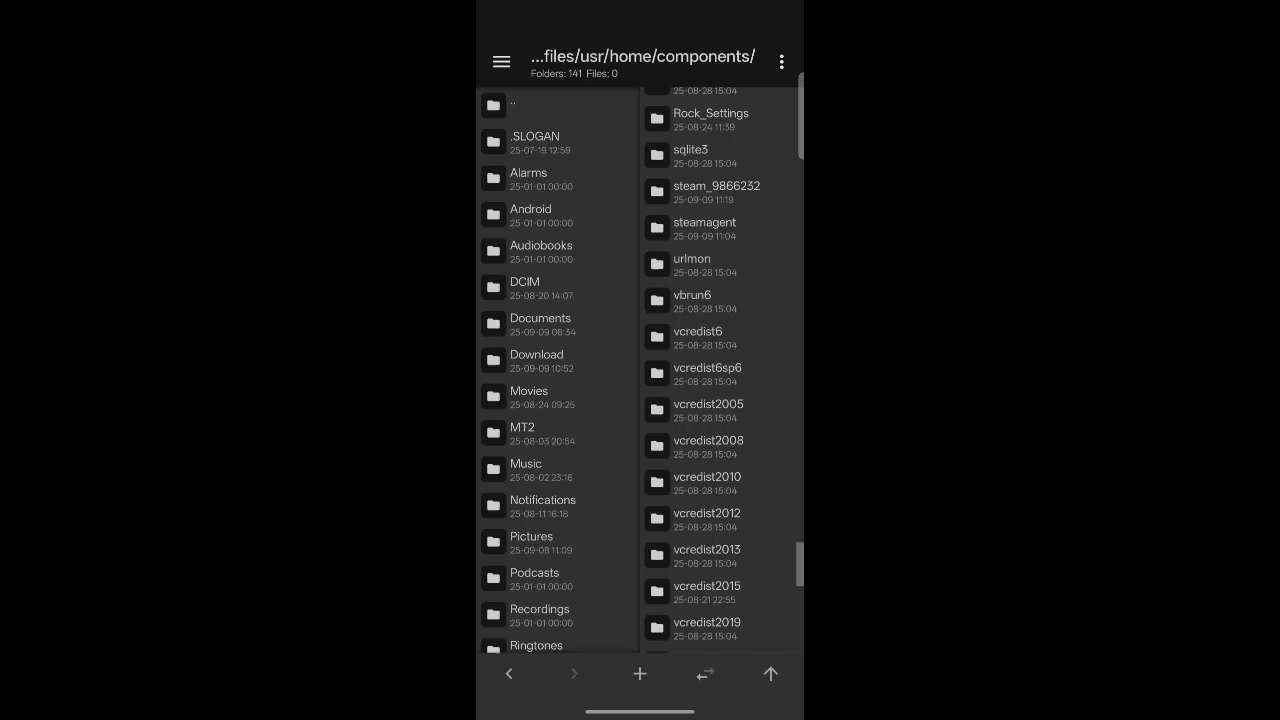 ...files/usr/home/components/
Folders: 141 Files: 0
..
.SLOGAN
25-07-19 12:59
Alarms
25-01-01 00:00
Android
25-01-01 00:00
Audiobooks
25-01-01 00:00
DCIM
25-08-20 14:07
Documents
25-09-09 08:34
Download
25-09-09 10:52
Movies
25-08-24 09:25
MT2
25-08-03 20:54
Music
25-08-02 23:16
Notifications
25-08-11 16:18
Pictures
25-09-08 11:09
Podcasts
25-01-01 00:00
Recordings
25-01-01 00:00
Ringtones
25-08-28 15:04
Rock_Settings
25-08-24 11:39
sqlite3
25-08-28 15:04
steam_9866232
25-09-09 11:19
steamagent
25-09-09 11:04
urlmon
25-08-28 15:04
vbrun6
25-08-28 15:04
vcredist6
25-08-28 15:04
vcredist6sp6
25-08-28 15:04
vcredist2005
25-08-28 15:04
vcredist2008
25-08-28 15:04
vcredist2010
25-08-28 15:04
vcredist2012
25-08-28 15:04
vcredist2013
25-08-28 15:04
vcredist2015
25-08-21 22:55
vcredist2019
25-08-28 15:04